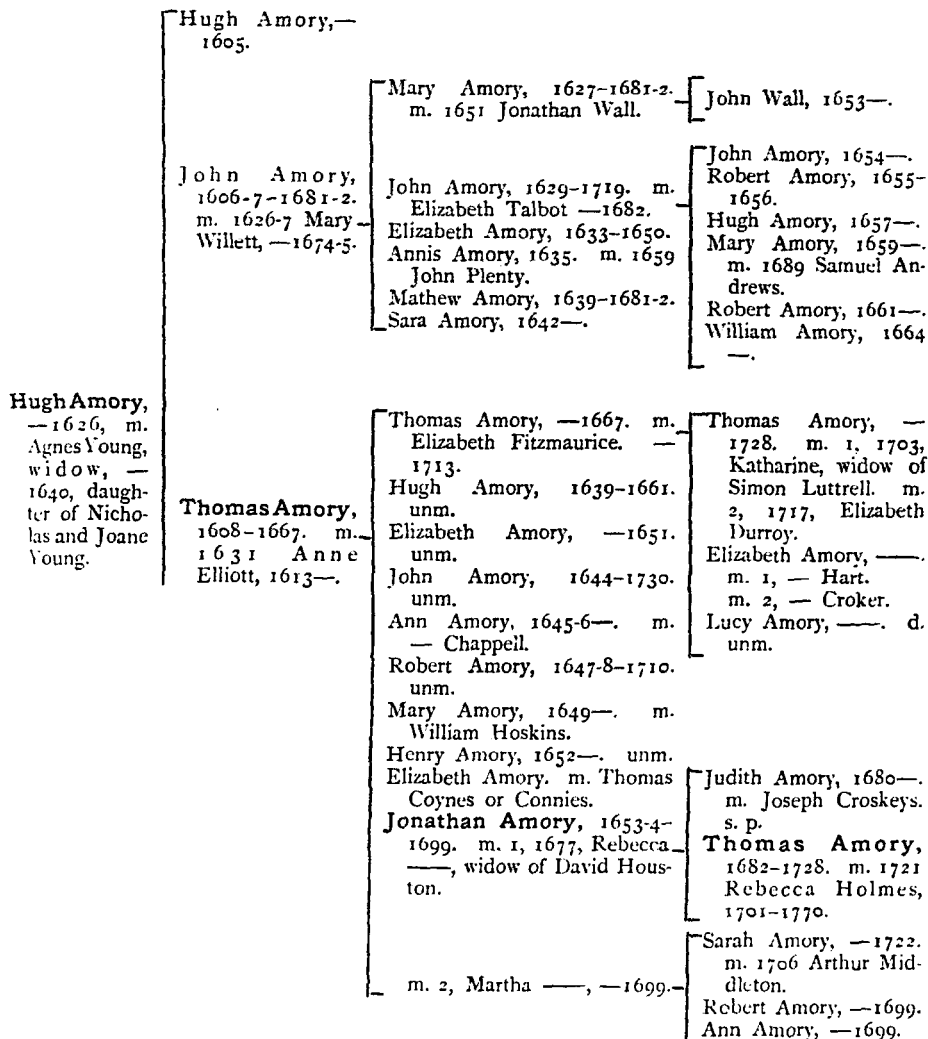 Hugh Amory,—
1605.
John Amory,
1606-7-1681-2.
m. 1626-7 Mary
Willett, —1674-5.
Mary Amory, 1627-1681-2.
m. 1651 Jonathan Wall.
John Wall, 1653—.
John Amory, 1629-1719. m.
Elizabeth Talbot —1682.
Elizabeth Amory, 1633-1650.
Annis Amory, 1635. m. 1659
John Plenty.
Mathew Amory, 1639-1681-2.
Sara Amory, 1642—.
John Amory, 1654—.
Robert Amory, 1655-
1656.
Hugh Amory, 1657—.
Mary Amory, 1659—.
m. 1689 Samuel An-
drews.
Robert Amory, 1661—.
William Amory, 1664
—.
Hugh Amory,
—1626, m.
Agnes Young,
widow, —
1640, daugh-
ter of Nicho-
las and Joane
Young.
Thomas Amory,
1608-1667. m.
1631 Anne
Elliott, 1613—.
Thomas Amory, —1667. m.
Elizabeth Fitzmaurice. —
1713.
Hugh Amory, 1639-1661.
unm.
Elizabeth Amory, —1651.
unm.
John Amory, 1644-1730.
unm.
Ann Amory, 1645-6—. m.
— Chappell.
Robert Amory, 1647-8-1710.
unm.
Mary Amory, 1649—. m.
William Hoskins.
Henry Amory, 1652—. unm.
Elizabeth Amory. m. Thomas
Coynes or Connies.
Jonathan Amory, 1653-4-
1699. m. 1, 1677, Rebecca
——, widow of David Hous-
ton.
m. 2, Martha ——, —1699.
Thomas Amory, —
1728. m. 1, 1703,
Katharine, widow of
Simon Luttrell. m.
2, 1717, Elizabeth
Durroy.
Elizabeth Amory, ——.
m. 1, — Hart.
m. 2, — Croker.
Lucy Amory, ——. d.
unm.
Judith Amory, 1680—.
m. Joseph Croskeys.
s. p.
Thomas Amory,
1682-1728. m. 1721
Rebecca Holmes,
1701-1770.
Sarah Amory, —1722.
m. 1706 Arthur Mid-
dleton.
Robert Amory, —1699.
Ann Amory, —1699.